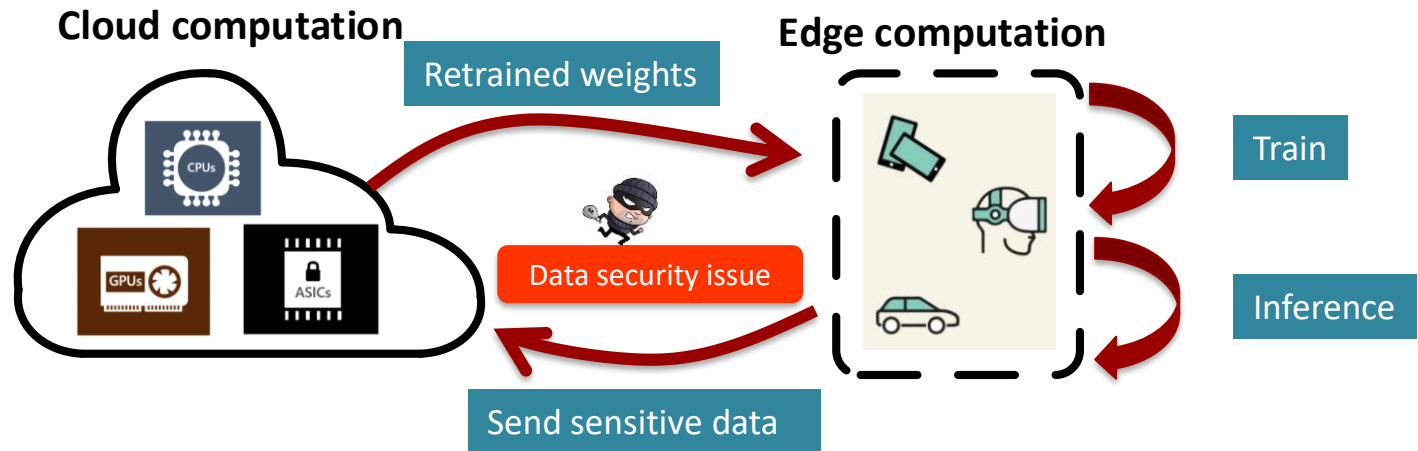 Cloud computation
Edge computation
Retrained weights
CPUs
Train
GPUs
ASICs
Data security issue
Inference
Send sensitive data